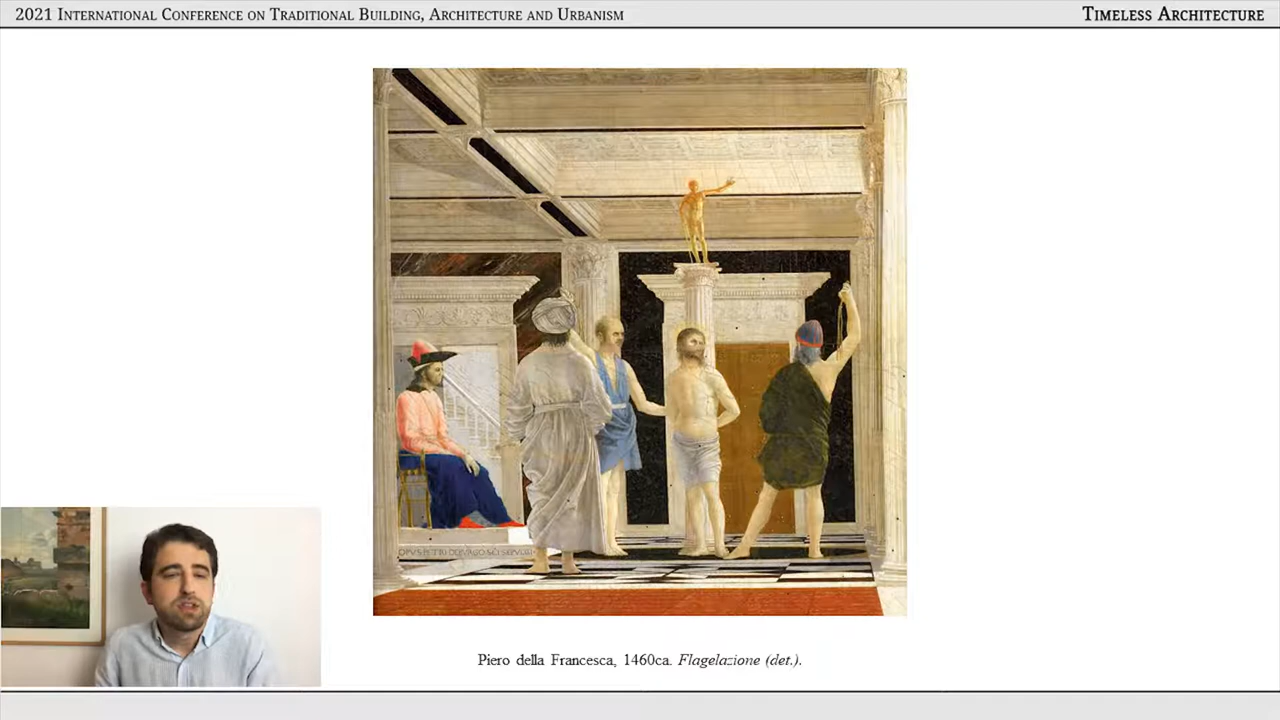 2021 International Conference on Traditional Building, Architecture and Urbanism
Timeless Architecture
Piero della Francesca, 1460ca. Flagelazione (det.).